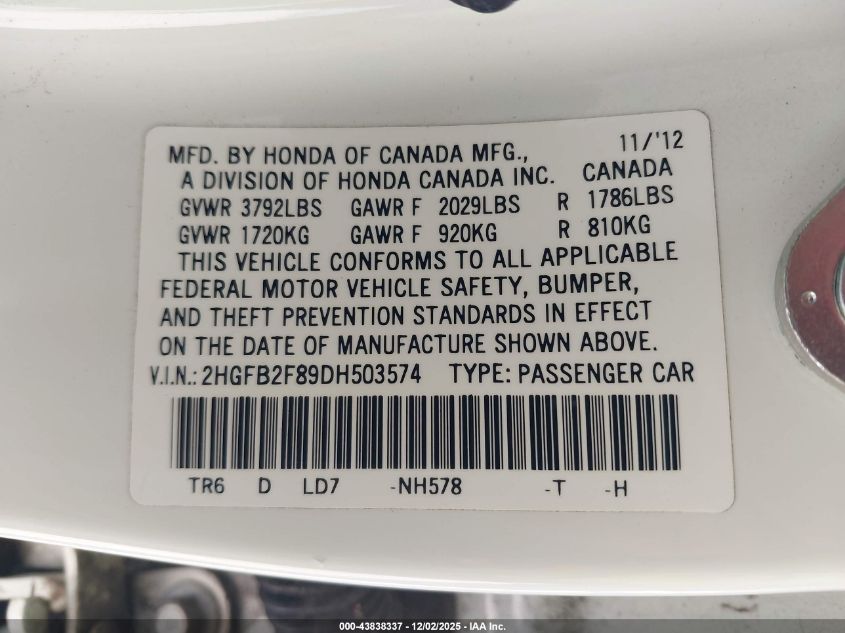 MFD. BY HONDA OF CANADA MFG., 11/'12
A DIVISION OF HONDA CANADA INC. CANADA
GVWR 3792LBS GAWR F 2029LBS R 1786LBS
GVWR 1720KG GAWR F 920KG R 810KG
THIS VEHICLE CONFORMS TO ALL APPLICABLE
FEDERAL MOTOR VEHICLE SAFETY, BUMPER,
AND THEFT PREVENTION STANDARDS IN EFFECT
ON THE DATE OF MANUFACTURE SHOWN ABOVE.
V.I.N.: 2HGFB2F89DH503574 TYPE: PASSENGER CAR
TR6 D LD7 -NH578 -T -H
000-43838337 - 12/02/2025 - IAA Inc.